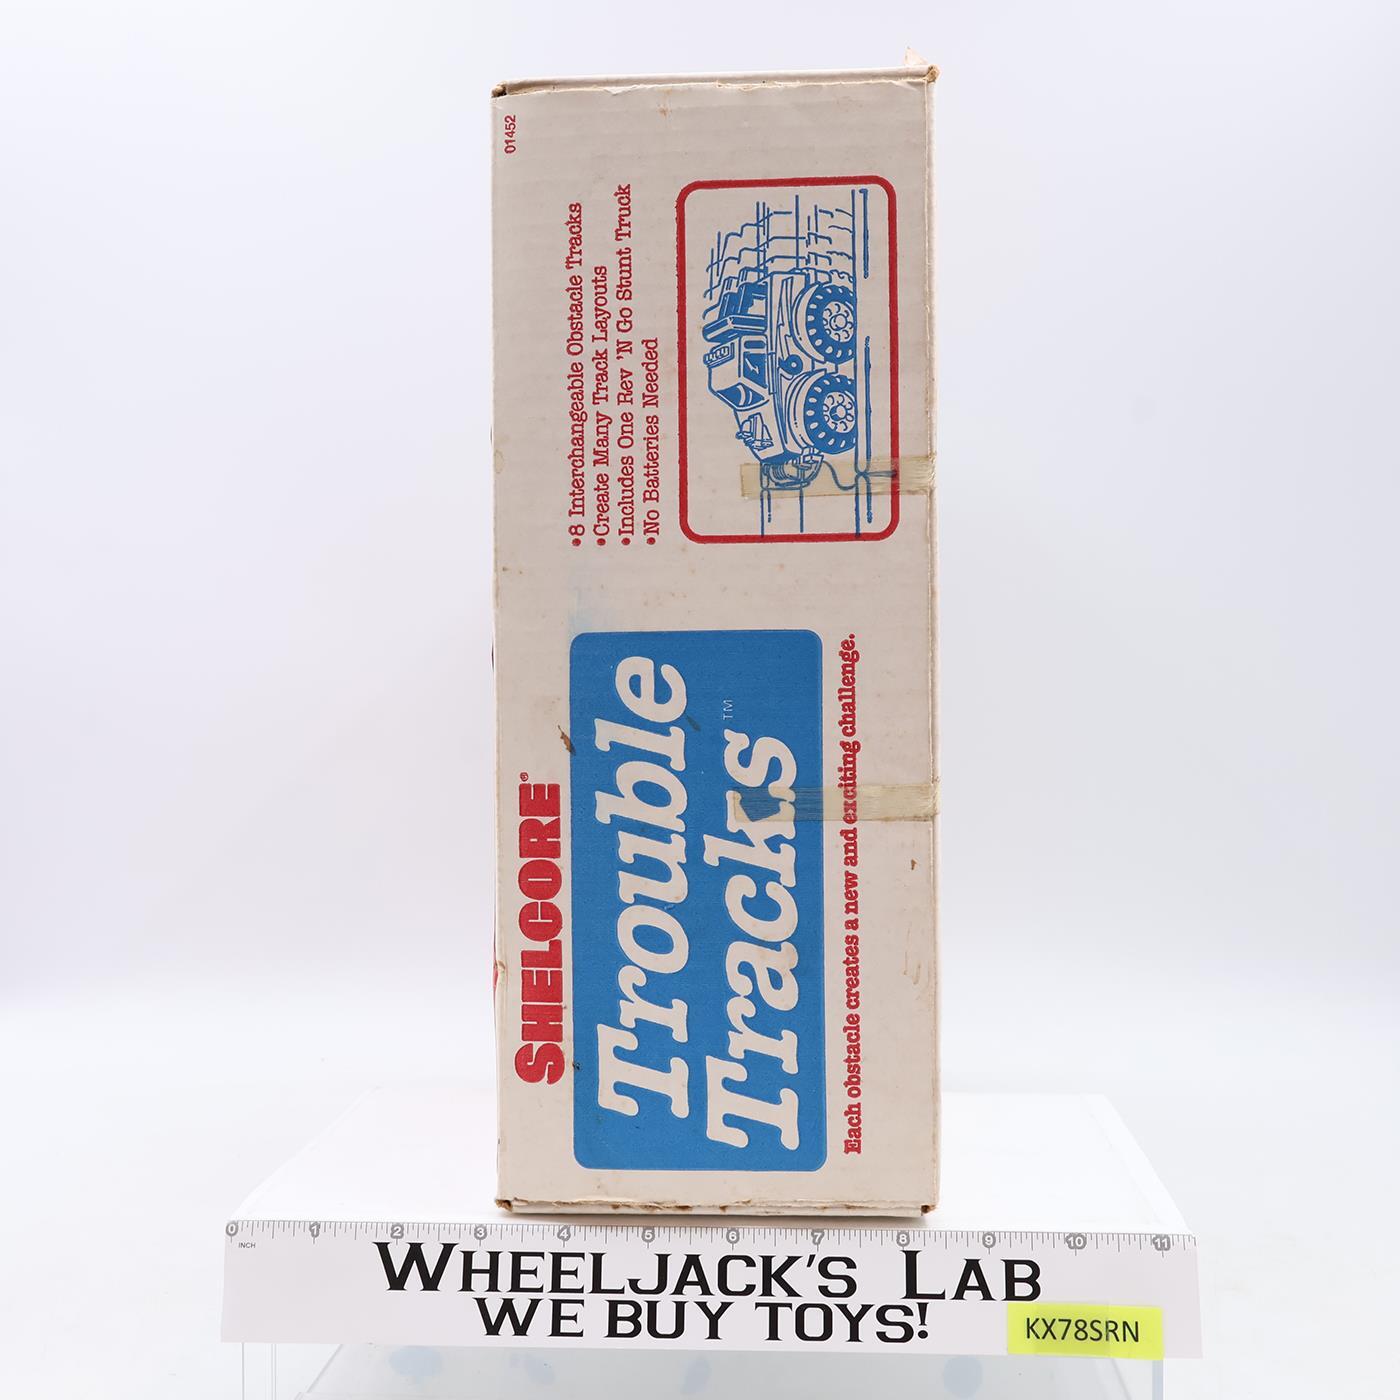 01452
SHELCORE®
Trouble
Tracks™
Each obstacle creates a new and exciting challenge.
•8 Interchangeable Obstacle Tracks
•Create Many Track Layouts
•Includes One Rev 'N Go Stunt Truck
•No Batteries Needed
6
0 1 2 3 4 5 6 7 8 9 10 11
INCH
WHEELJACK'S LAB
WE BUY TOYS!
KX78SRN